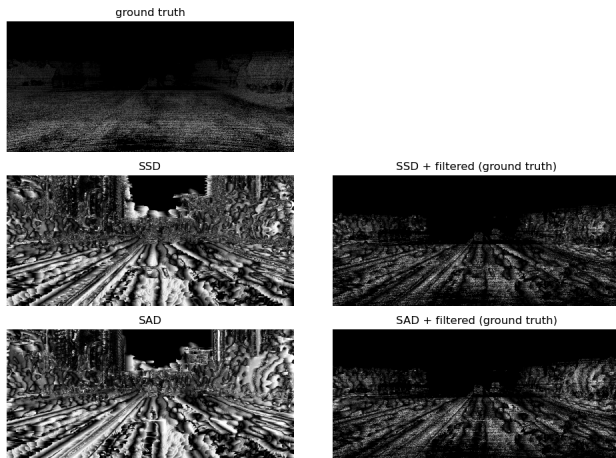 ground truth
SSD
SSD + filtered (ground truth)
SAD
SAD + filtered (ground truth)